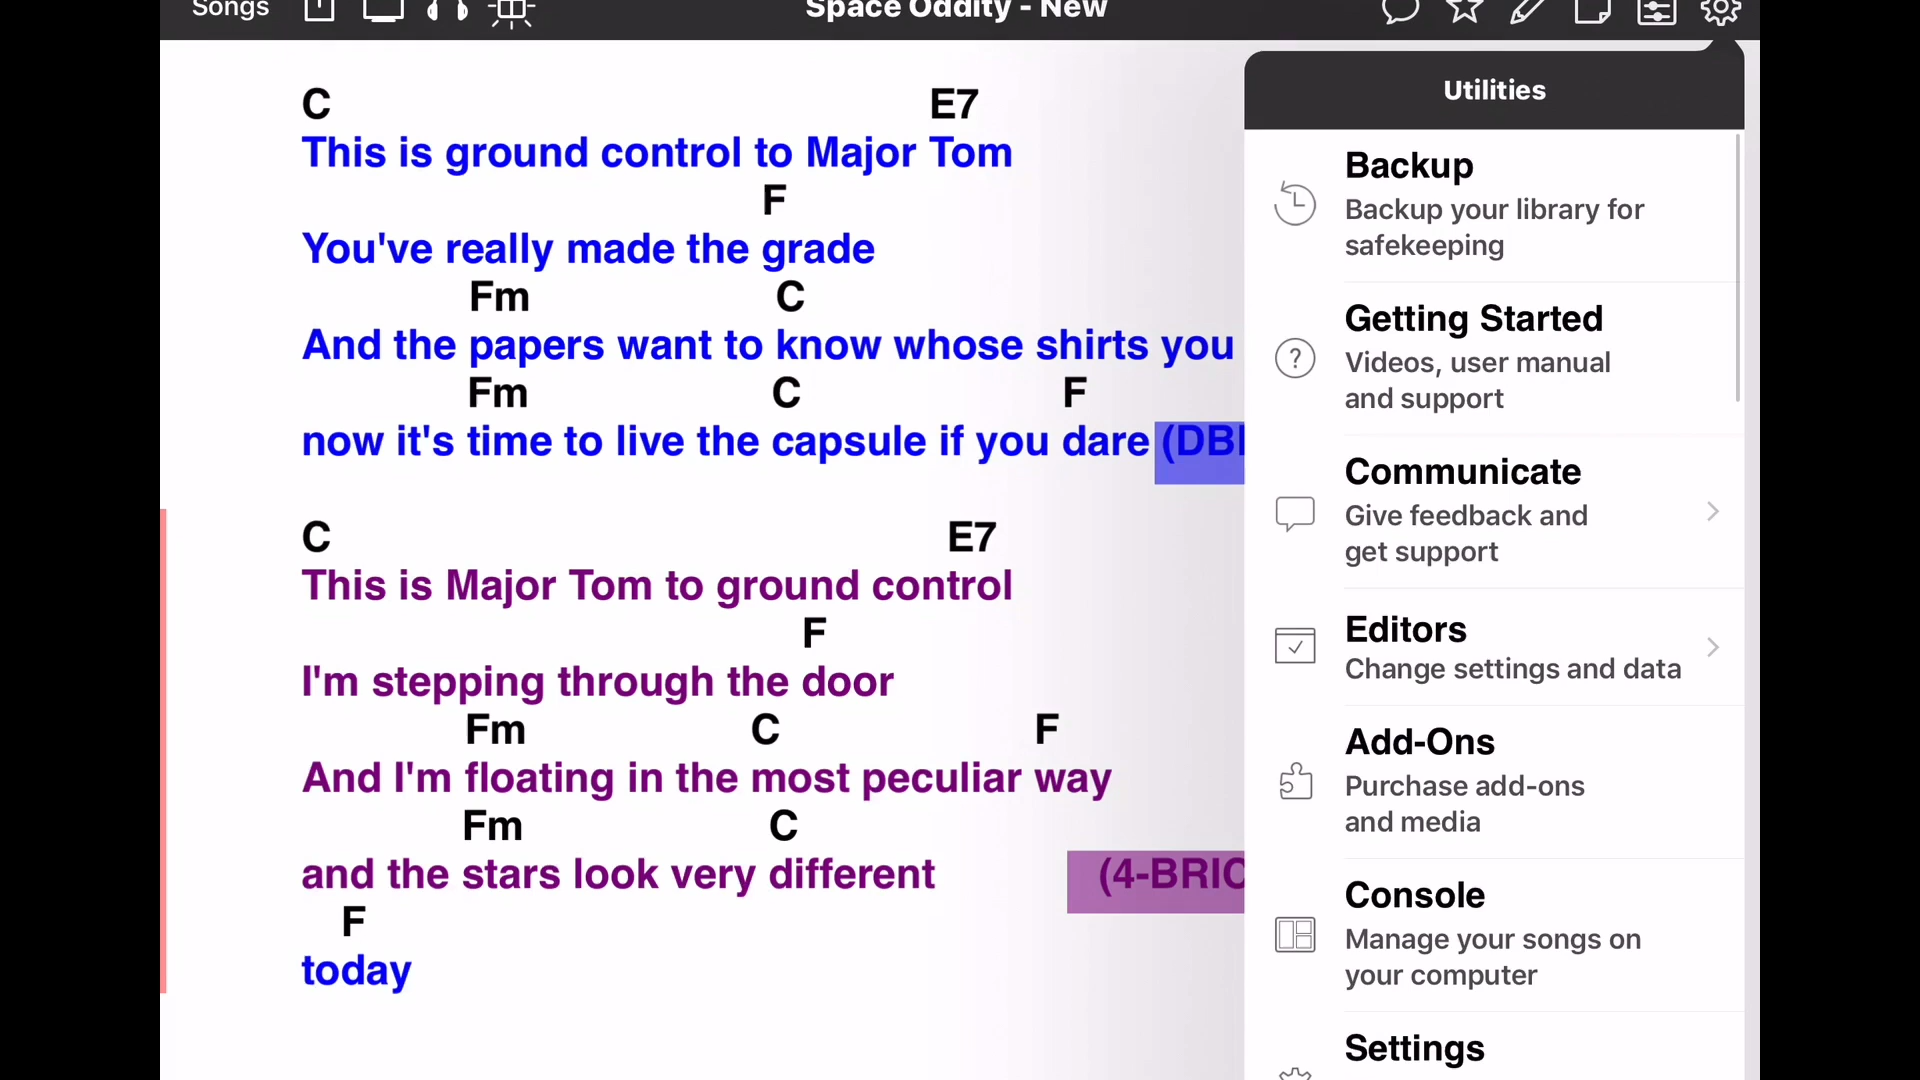 Songs
Space Oddity - New
C E7
This is ground control to Major Tom
F
You've really made the grade
Fm C
And the papers want to know whose shirts you
Fm C F
now it's time to live the capsule if you dare
C E7
This is Major Tom to ground control
F
I'm stepping through the door
Fm C F
And I'm floating in the most peculiar way
Fm C
and the stars look very different
F
today
Utilities
Backup
Backup your library for
safekeeping
Getting Started
Videos, user manual
and support
Communicate
Give feedback and
get support
Editors
Change settings and data
Add-Ons
Purchase add-ons
and media
Console
Manage your songs on
your computer
Settings